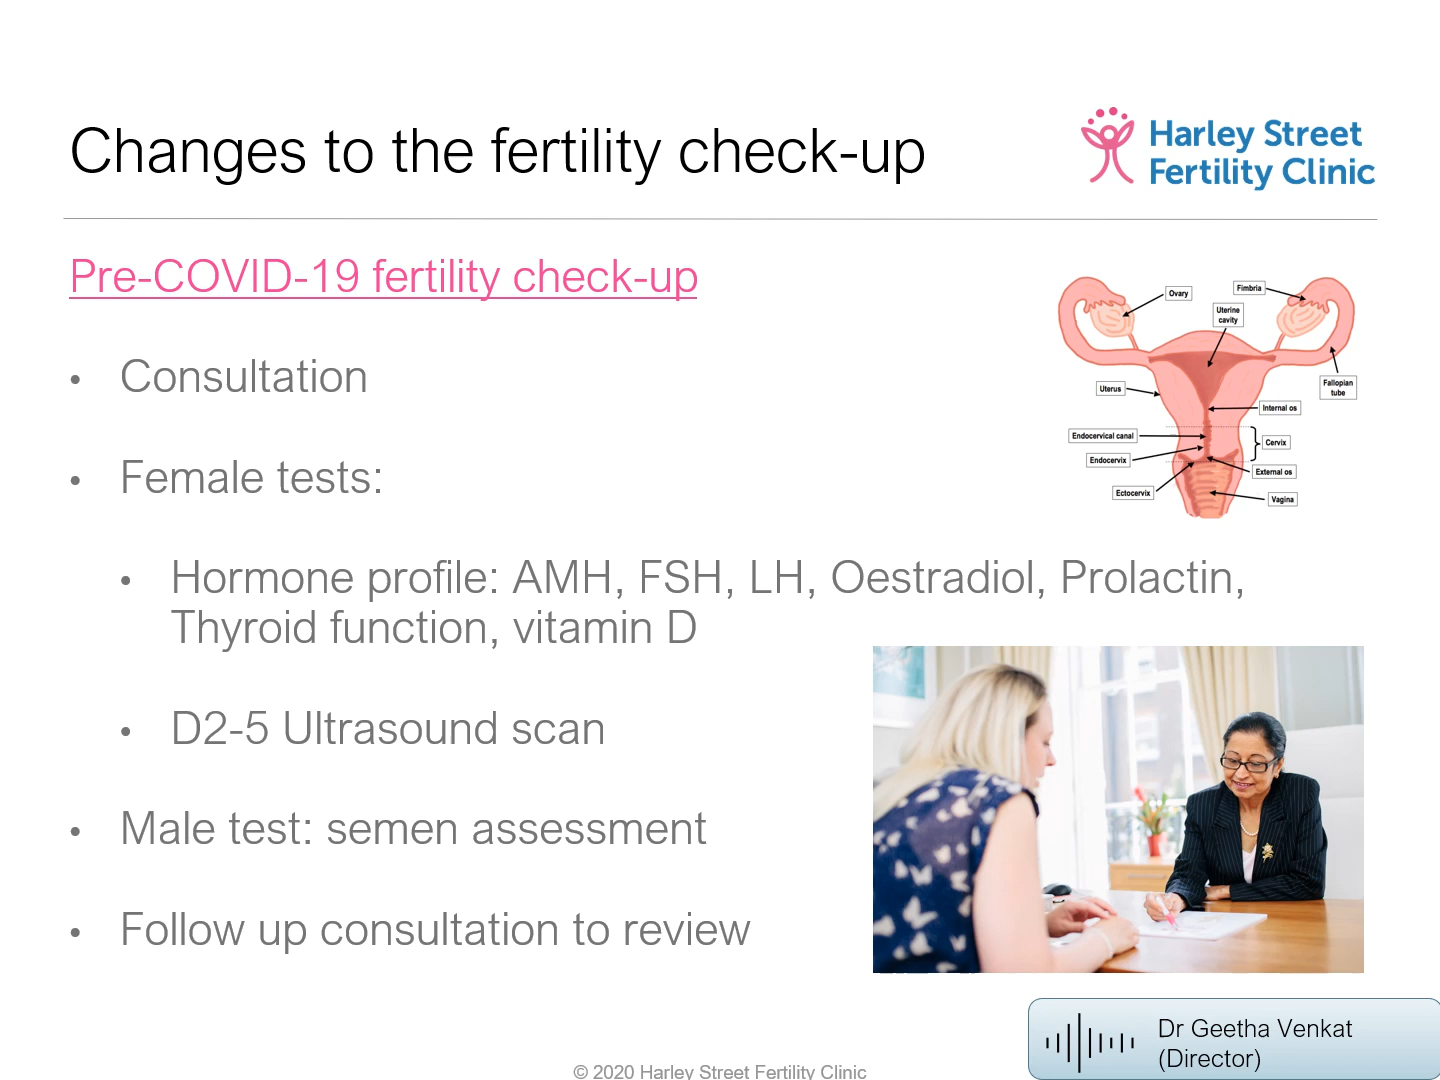 Changes to the fertility check-up
Harley Street
Fertility Clinic
Pre-COVID-19 fertility check-up
• Consultation
• Female tests:
• Hormone profile: AMH, FSH, LH, Oestradiol, Prolactin,
Thyroid function, vitamin D
• D2-5 Ultrasound scan
• Male test: semen assessment
• Follow up consultation to review
Ovary
Fimbria
Uterine
cavity
Uterus
Fallopian
tube
Internal os
Endocervical canal
Cervix
Endocervix
External os
Ectocervix
Vagina
Dr Geetha Venkat
(Director)
© 2020 Harley Street Fertility Clinic